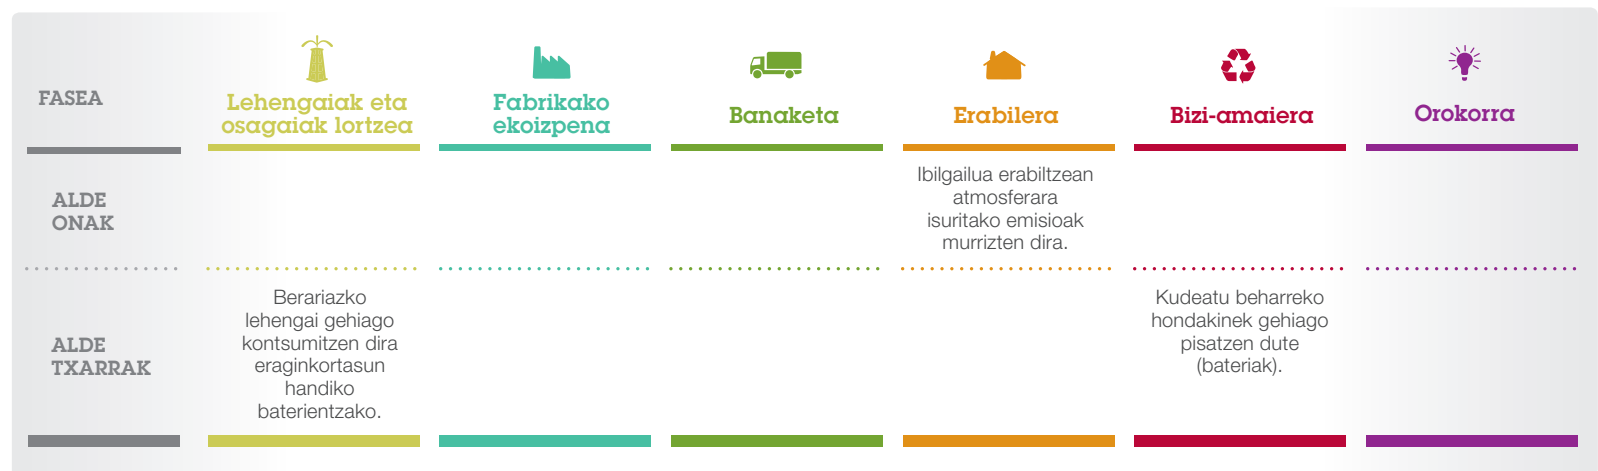 FASEA
Lehengaiak eta
osagaiak lortzea
Fabrikako
ekoizpena
Banaketa
Erabilera
Bizi-amaiera
Orokorra
ALDE
ONAK
Ibilgailua erabiltzean
atmosferara
isuritako emisioak
murrizten dira.
ALDE
TXARRAK
Berariazko
lehengai gehiago
kontsumitzen dira
eraginkortasun
handiko
baterientzako.
Kudeatu beharreko
hondakinek gehiago
pisatzen dute
(bateriak).